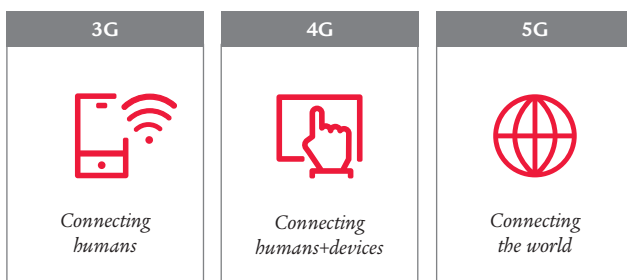 3G
Connecting
humans
4G
Connecting
humans+devices
5G
Connecting
the world